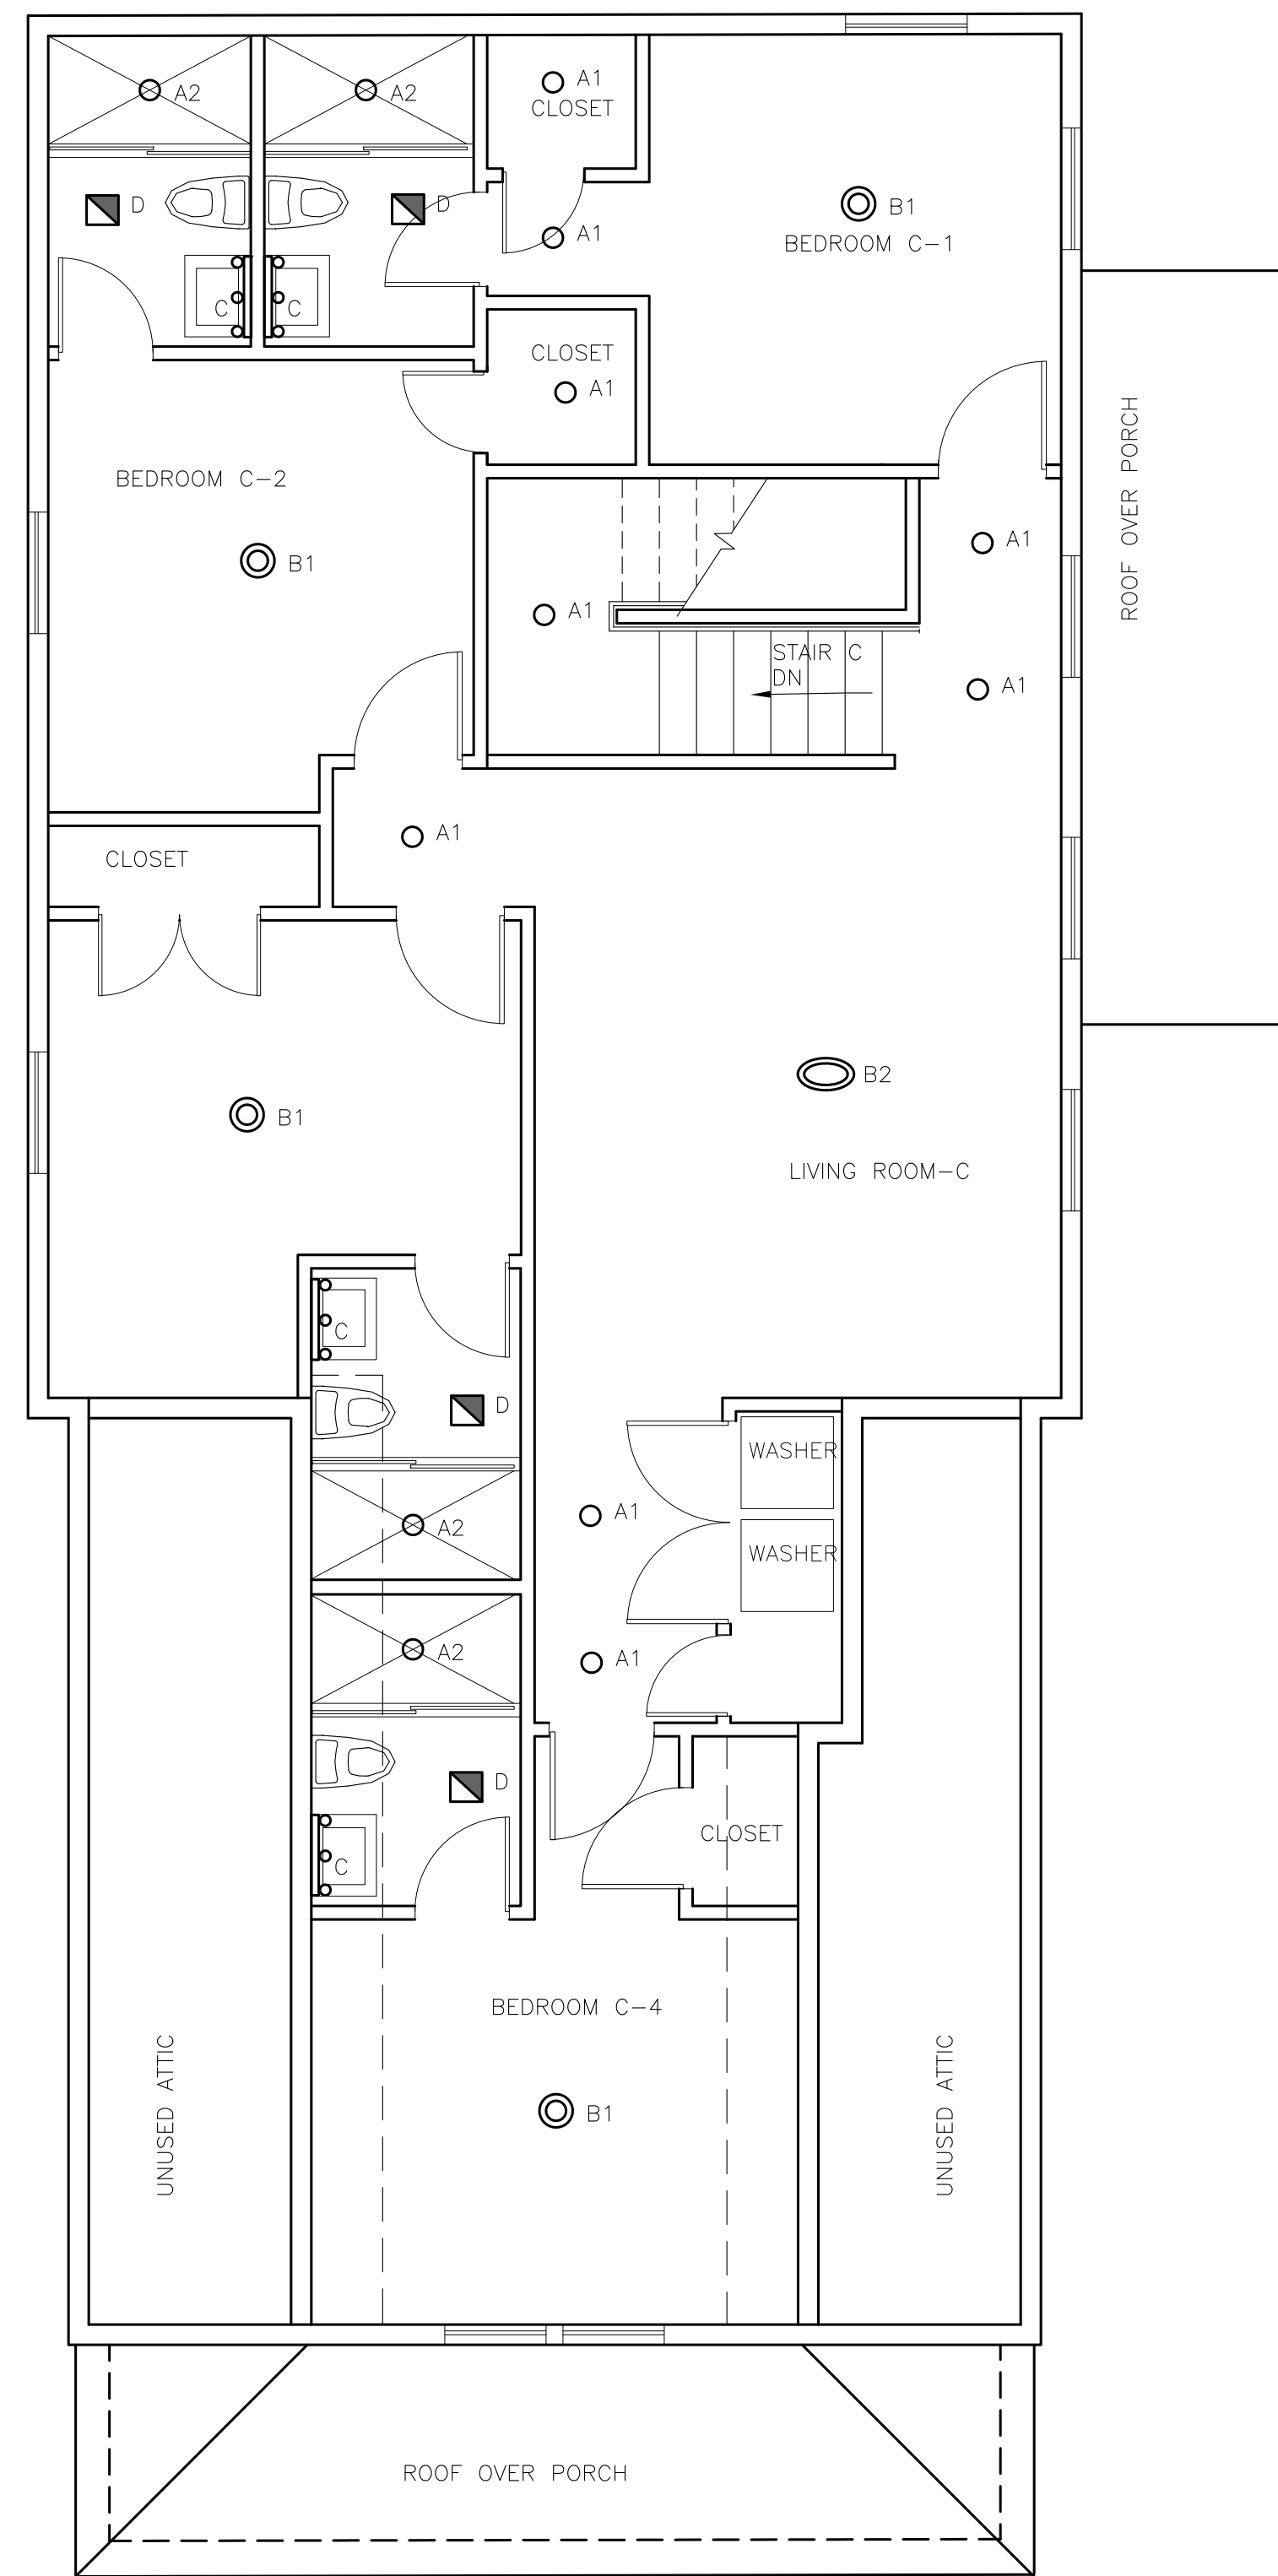 A2
A2
A1
CLOSET
D
D
B1
A1
BEDROOM C-1
C
C
CLOSET
A1
ROOF OVER PORCH
BEDROOM C-2
A1
B1
A1
STAIR C
DN
A1
A1
CLOSET
B2
B1
LIVING ROOM-C
C
D
WASHER
A1
A2
WASHER
A2
A1
D
CLOSET
C
BEDROOM C-4
UNUSED ATTIC
UNUSED ATTIC
B1
ROOF OVER PORCH